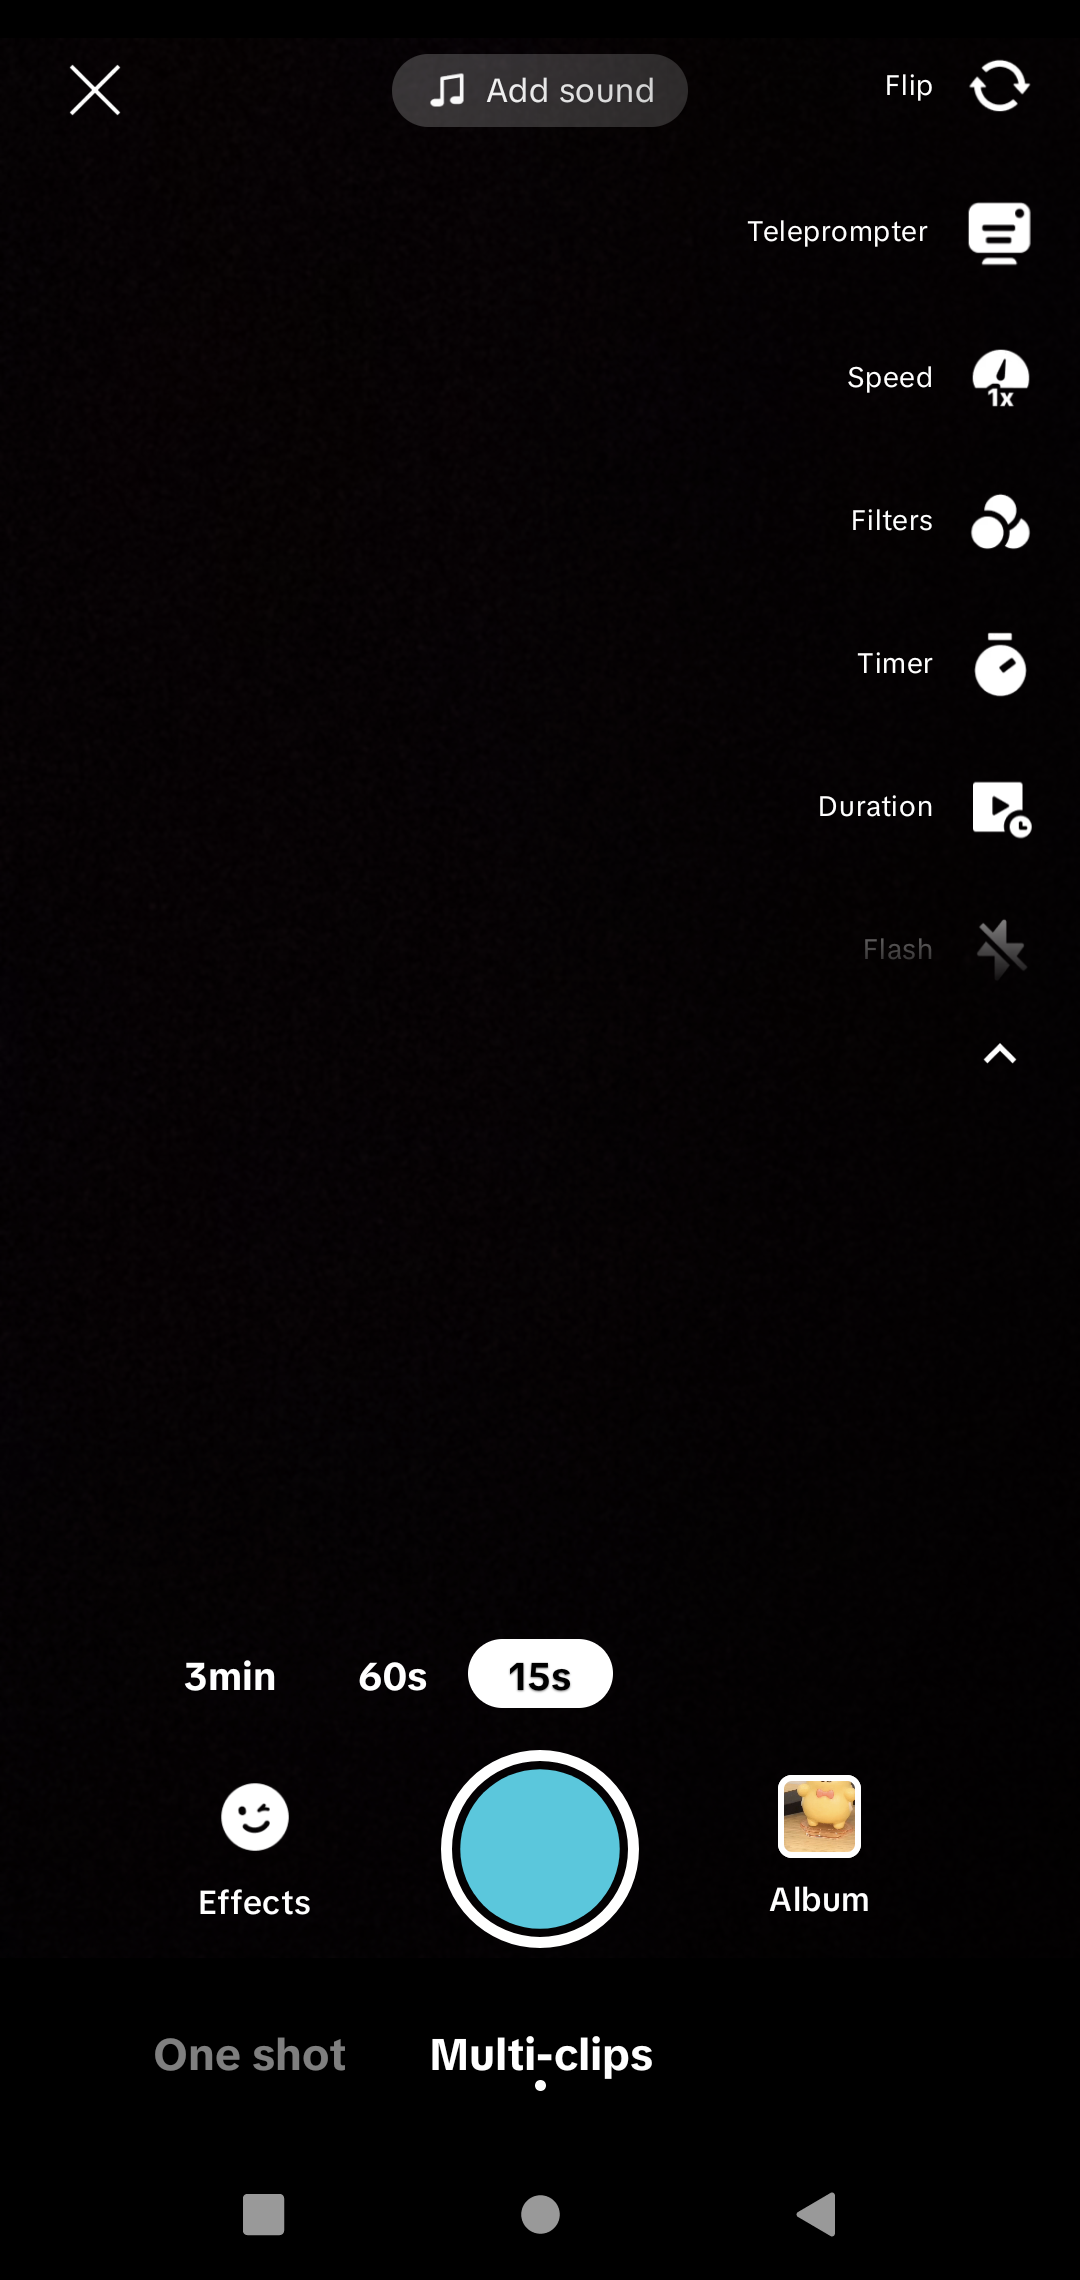 Add sound
Flip
Teleprompter
Speed
1x
Filters
Timer
Duration
Flash
3min
60s
15s
Effects
Album
One shot
Multi-clips